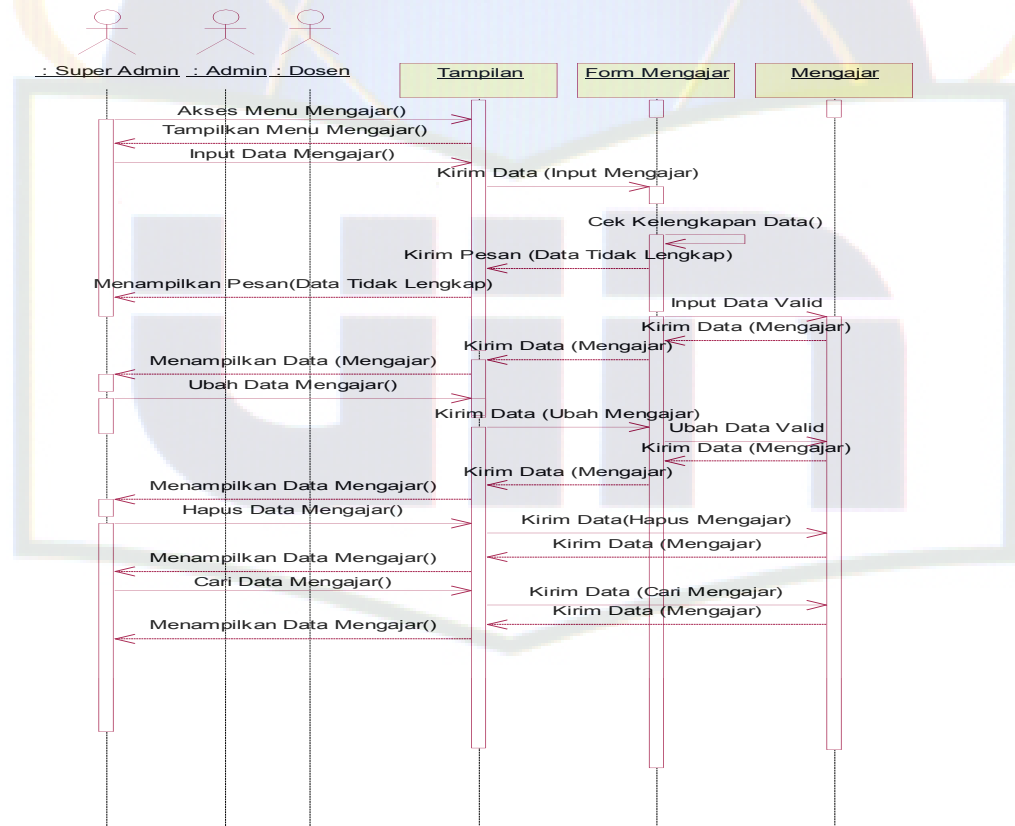 : Super Admin : Admin : Dosen
Tampilan
Form Mengajar
Mengajar
Akses Menu Mengajar()
Tampilkan Menu Mengajar()
Input Data Mengajar()
Kirim Data (Input Mengajar)
Cek Kelengkapan Data()
Kirim Pesan (Data Tidak Lengkap)
Menampilkan Pesan(Data Tidak Lengkap)
Input Data Valid
Kirim Data (Mengajar)
Kirim Data (Mengajar)
Menampilkan Data (Mengajar)
Ubah Data Mengajar()
Kirim Data (Ubah Mengajar)
Ubah Data Valid
Kirim Data (Mengajar)
Kirim Data (Mengajar)
Menampilkan Data Mengajar()
Hapus Data Mengajar()
Kirim Data(Hapus Mengajar)
Kirim Data (Mengajar)
Menampilkan Data Mengajar()
Cari Data Mengajar()
Kirim Data (Cari Mengajar)
Kirim Data (Mengajar)
Menampilkan Data Mengajar()
uin